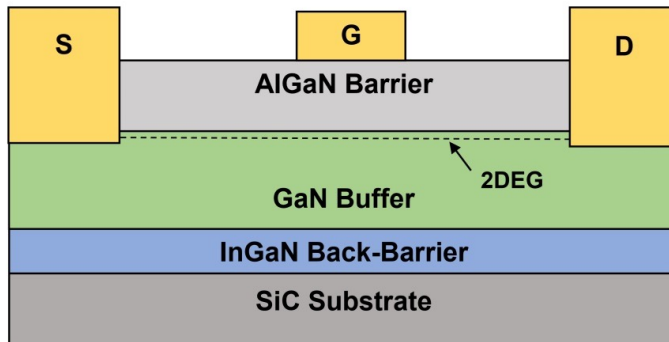 S
G
D
AlGaN Barrier
2DEG
GaN Buffer
InGaN Back-Barrier
SiC Substrate